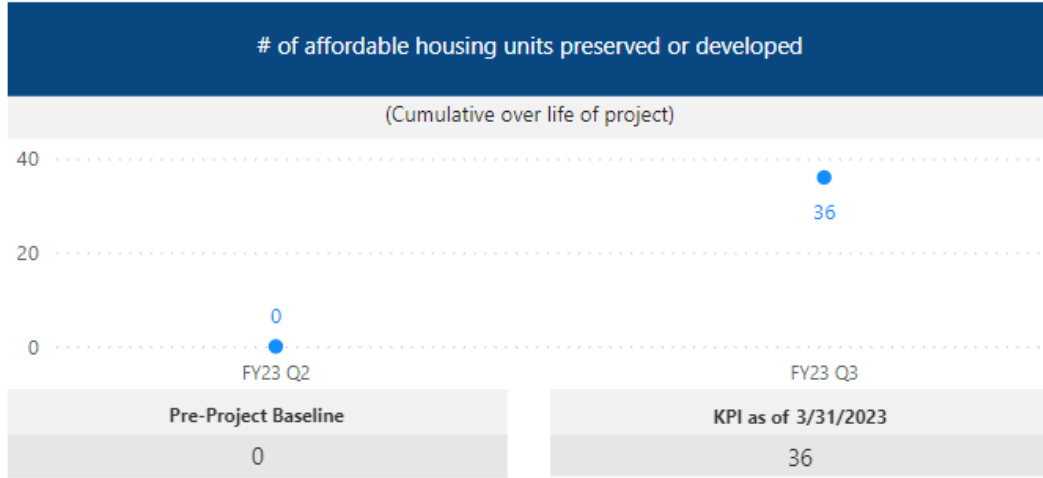 # of affordable housing units preserved or developed
(Cumulative over life of project)
40
36
20
0
0
FY23 Q2 FY23 Q3
Pre-Project Baseline KPI as of 3/31/2023
0 36